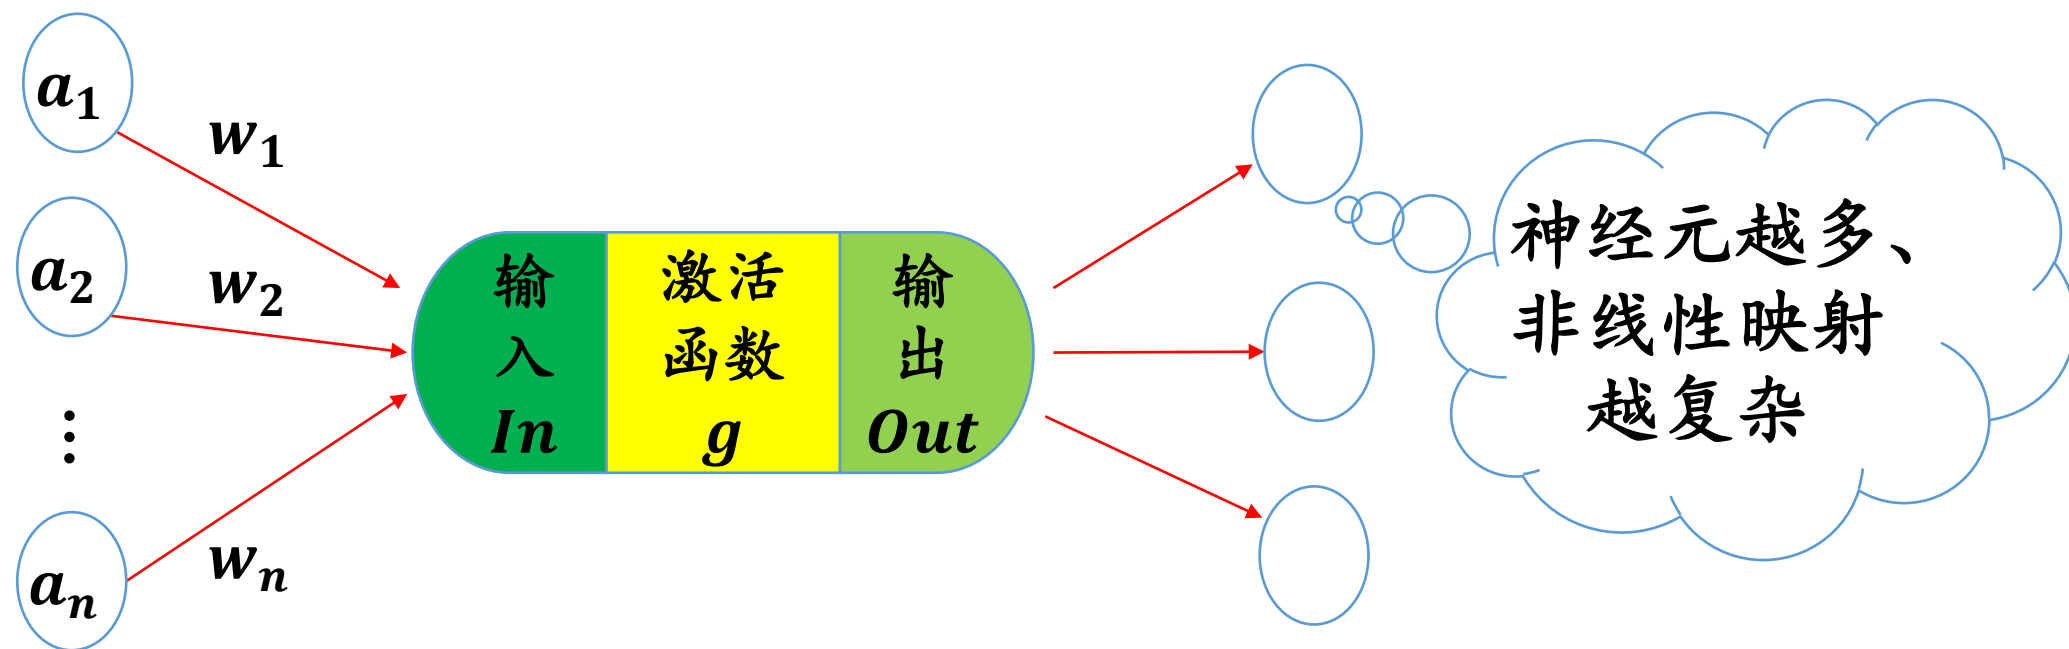 a₁
w₁
a₂
w₂
⋮
aₙ
wₙ
输
入
In
激活
函数
g
输
出
Out
神经元越多、
非线性映射
越复杂